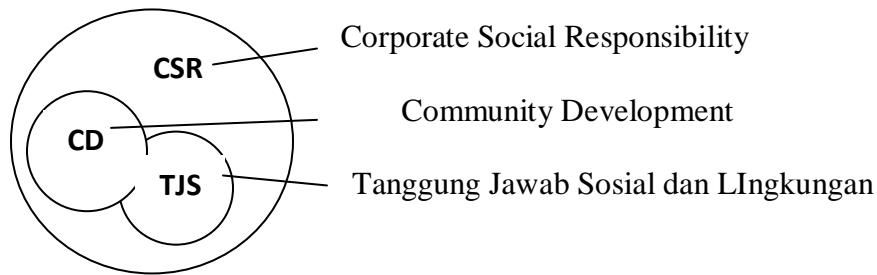 CSR
Corporate Social Responsibility
CD
Community Development
TJS
Tanggung Jawab Sosial dan LIngkungan